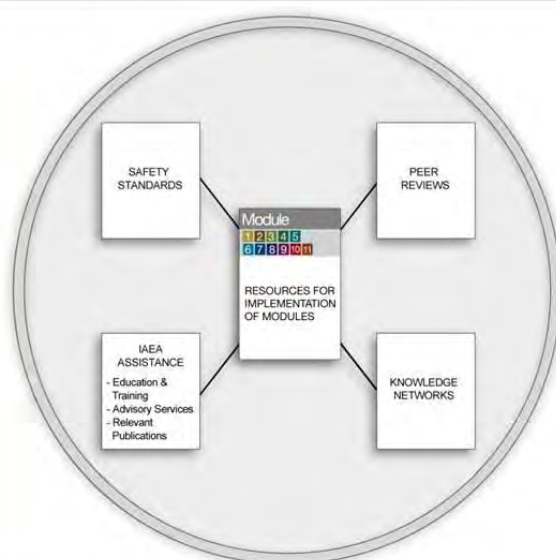 SAFETY
STANDARDS
PEER
REVIEWS
Module
1 2 3 4 5
6 7 8 9 10 11
RESOURCES FOR
IMPLEMENTATION
OF MODULES
IAEA
ASSISTANCE
- Education &
Training
- Advisory Services
- Relevant
Publications
KNOWLEDGE
NETWORKS